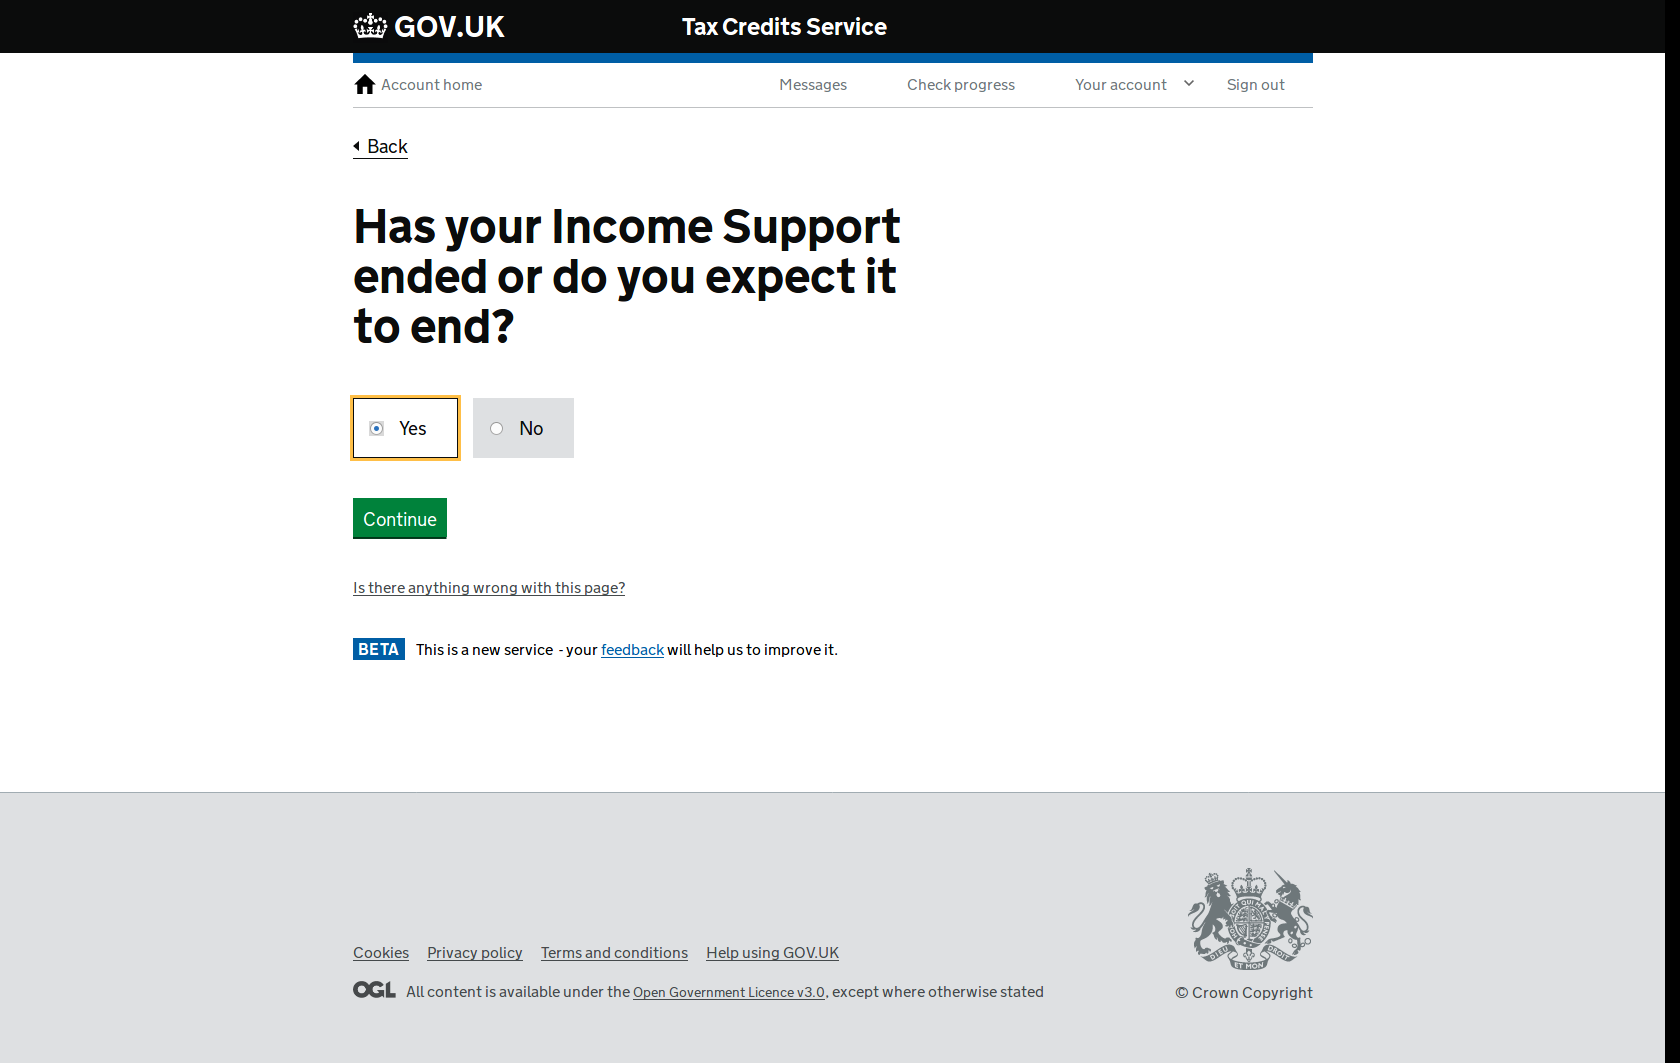 GOV.UK
Tax Credits Service
Account home
Messages
Check progress
Your account
Sign out
Back
Has your Income Support
ended or do you expect it
to end?
Yes
No
Continue
Is there anything wrong with this page?
BETA This is a new service - your feedback will help us to improve it.
Cookies
Privacy policy
Terms and conditions
Help using GOV.UK
OGL All content is available under the Open Government Licence v3.0, except where otherwise stated
© Crown Copyright